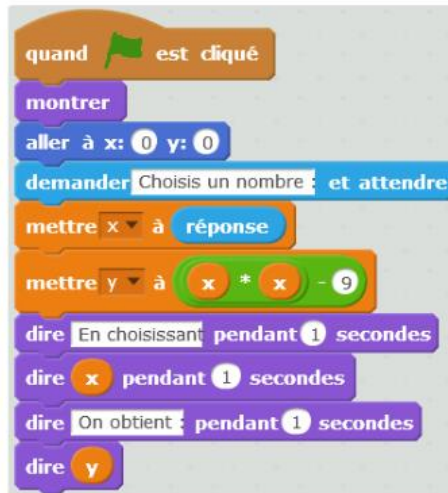 quand est cliqué
montrer
aller à x: 0 y: 0
demander Choisis un nombre : et attendre
mettre x à réponse
mettre y à x * x - 9
dire En choisissant pendant 1 secondes
dire x pendant 1 secondes
dire On obtient : pendant 1 secondes
dire y